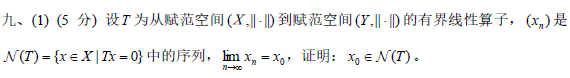 九、(1) (5 分) 设T为从赋范空间(X,||·||)到赋范空间(Y,||·||)的有界线性算子，(xₙ)是
𝒩(T)={x∈X|Tx=0}中的序列，lim_{n→∞} xₙ=x₀，证明：x₀∈𝒩(T)。